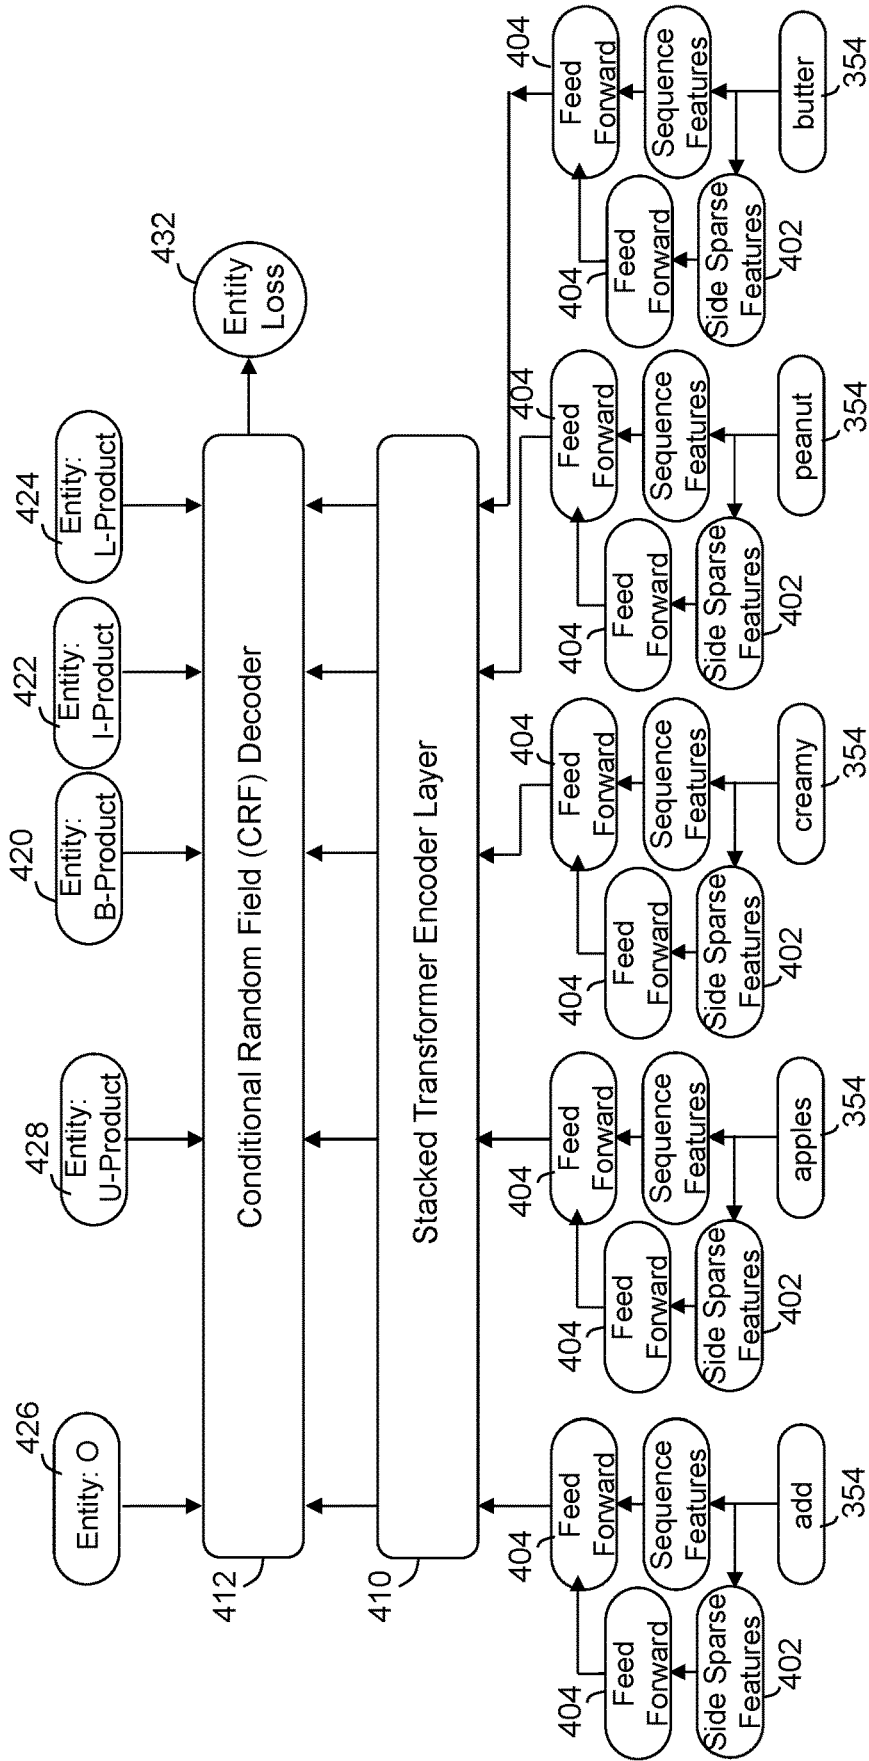 426
Entity: O
428
Entity:
U-Product
420
Entity:
B-Product
422
Entity:
I-Product
424
Entity:
L-Product
432
Entity
Loss
412
Conditional Random Field (CRF) Decoder
410
Stacked Transformer Encoder Layer
404
Feed
Forward
404
Feed
Forward
Sequence
Features
Side Sparse
Features
402
add
354
404
Feed
Forward
404
Feed
Forward
Sequence
Features
Side Sparse
Features
402
apples
354
404
Feed
Forward
404
Feed
Forward
Sequence
Features
Side Sparse
Features
402
creamy
354
404
Feed
Forward
404
Feed
Forward
Sequence
Features
Side Sparse
Features
402
peanut
354
404
Feed
Forward
404
Feed
Forward
Sequence
Features
Side Sparse
Features
402
butter
354